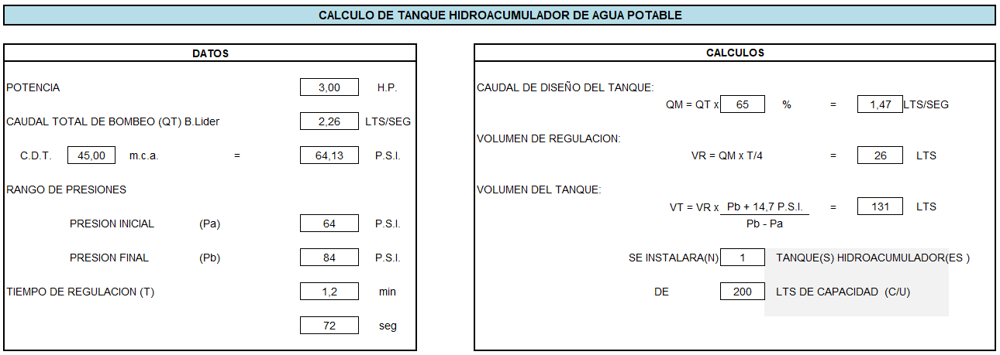 CALCULO DE TANQUE HIDROACUMULADOR DE AGUA POTABLE
DATOS
POTENCIA 3,00 H.P.
CAUDAL TOTAL DE BOMBEO (QT) B.Lider 2,26 LTS/SEG
C.D.T. 45,00 m.c.a. = 64,13 P.S.I.
RANGO DE PRESIONES
PRESION INICIAL (Pa) 64 P.S.I.
PRESION FINAL (Pb) 84 P.S.I.
TIEMPO DE REGULACION (T) 1,2 min
72 seg
CALCULOS
CAUDAL DE DISEÑO DEL TANQUE:
QM = QT x 65 % = 1,47 LTS/SEG
VOLUMEN DE REGULACION:
VR = QM x T/4 = 26 LTS
VOLUMEN DEL TANQUE:
VT = VR x Pb + 14,7 P.S.I. = 131 LTS
Pb - Pa
SE INSTALARA(N) 1 TANQUE(S) HIDROACUMULADOR(ES )
DE 200 LTS DE CAPACIDAD (C/U)